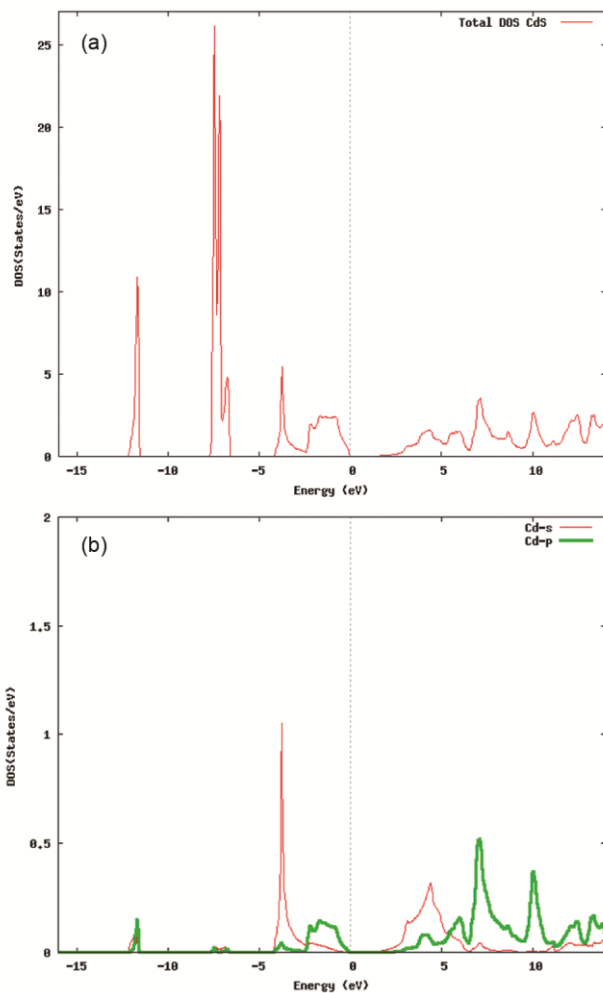 (a)
Total DOS CdS
25
20
15
10
5
0
DOS(States/eV)
-15 -10 -5 0 5 10
Energy (eV)
(b)
Cd-s
Cd-p
2
1.5
1
0.5
0
DOS(States/eV)
-15 -10 -5 0 5 10
Energy (eV)